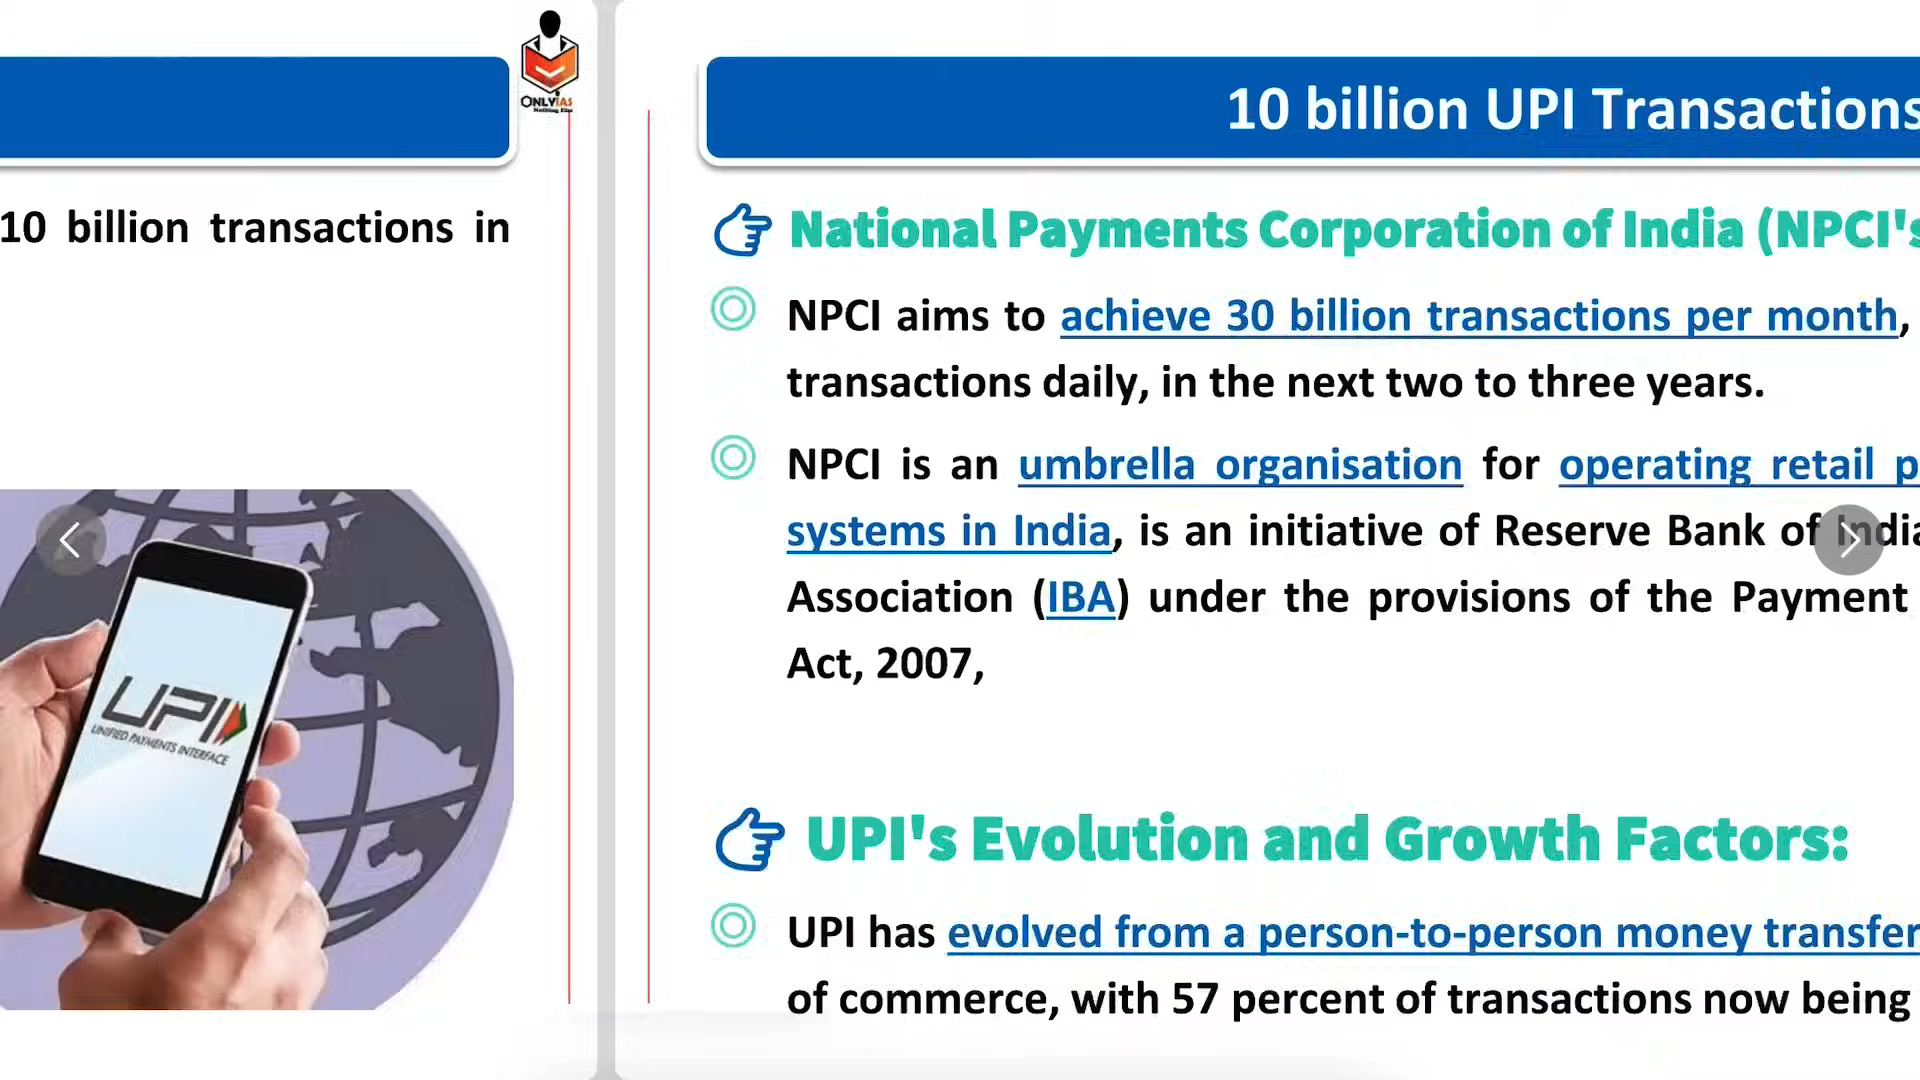 ONLYIAS
Nothing Else
10 billion transactions in
UPI
UNIFIED PAYMENTS INTERFACE
10 billion UPI Transactions
National Payments Corporation of India (NPCI's
NPCI aims to achieve 30 billion transactions per month,
transactions daily, in the next two to three years.
NPCI is an umbrella organisation for operating retail p
systems in India, is an initiative of Reserve Bank of India
Association (IBA) under the provisions of the Payment
Act, 2007,
UPI's Evolution and Growth Factors:
UPI has evolved from a person-to-person money transfer
of commerce, with 57 percent of transactions now being